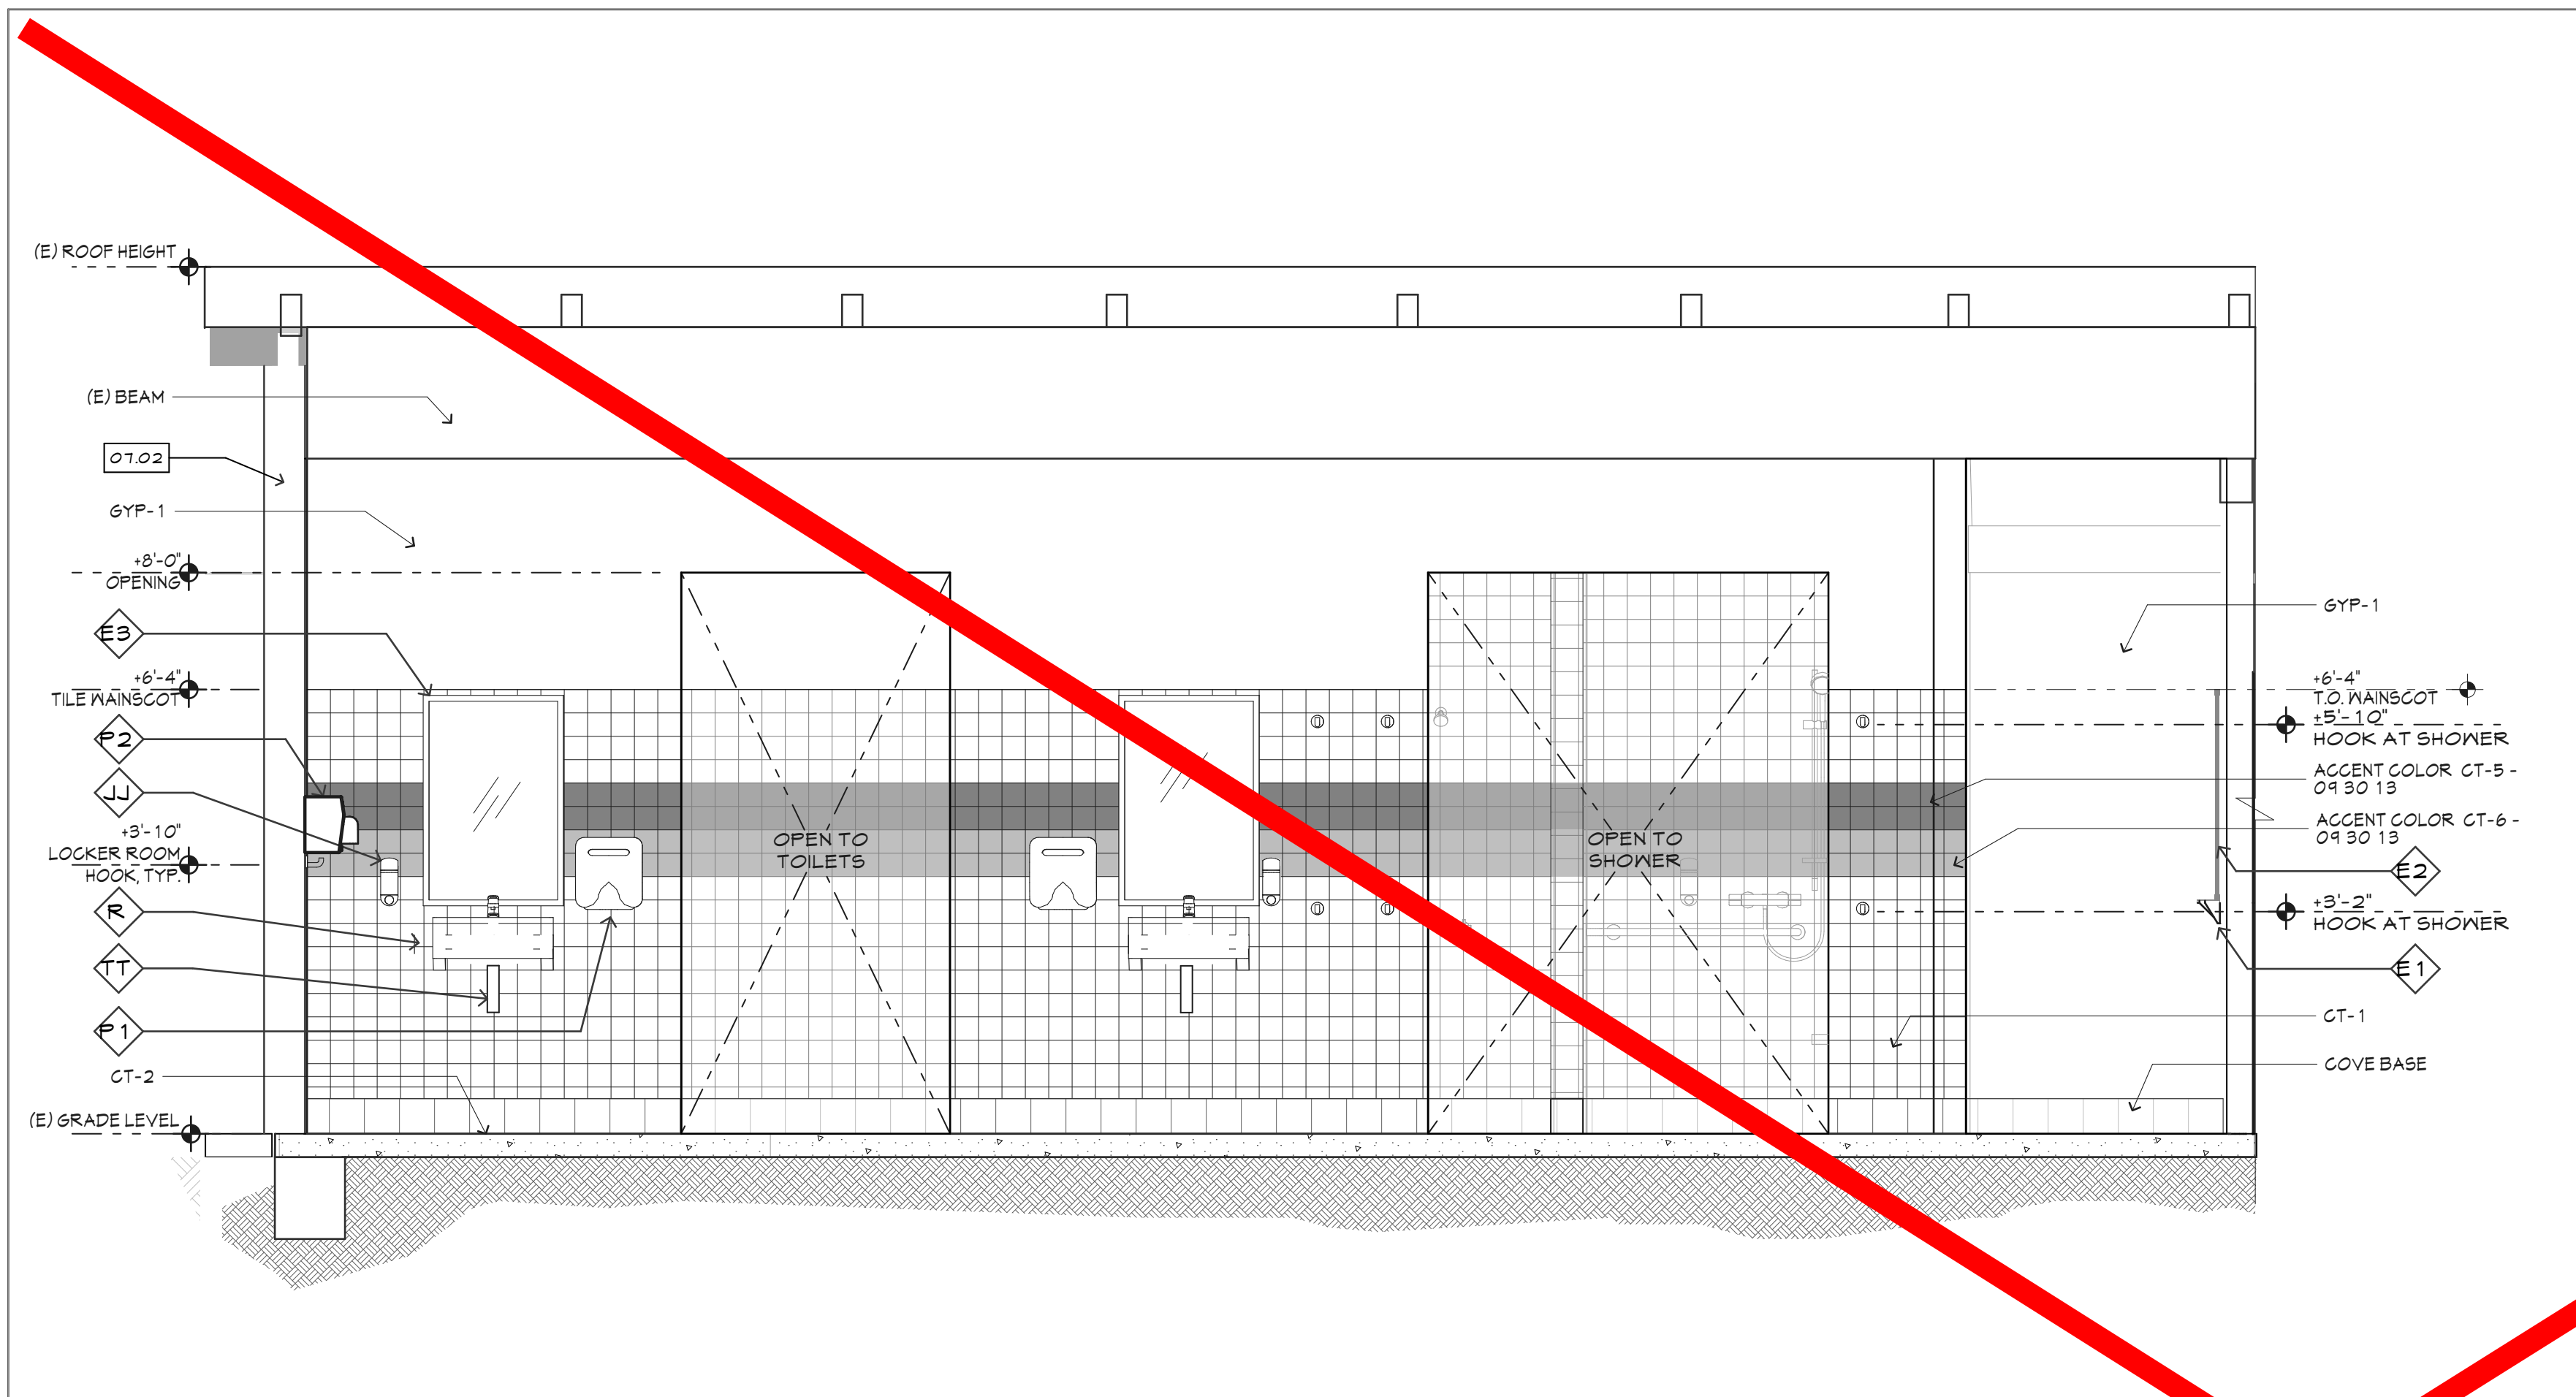 (E) ROOF HEIGHT
(E) BEAM
07.02
GYP-1
+8'-0"
OPENING
E3
+6'-4"
TILE WAINSCOT
P2
JJ
+3'-10"
LOCKER ROOM
HOOK, TYP.
R
TT
P1
CT-2
(E) GRADE LEVEL
OPEN TO
TOILETS
OPEN TO
SHOWER
GYP-1
+6'-4"
T.O. WAINSCOT
+5'-10"
HOOK AT SHOWER
ACCENT COLOR CT-5 -
09 30 13
ACCENT COLOR CT-6 -
09 30 13
E2
+3'-2"
HOOK AT SHOWER
E1
CT-1
COVE BASE